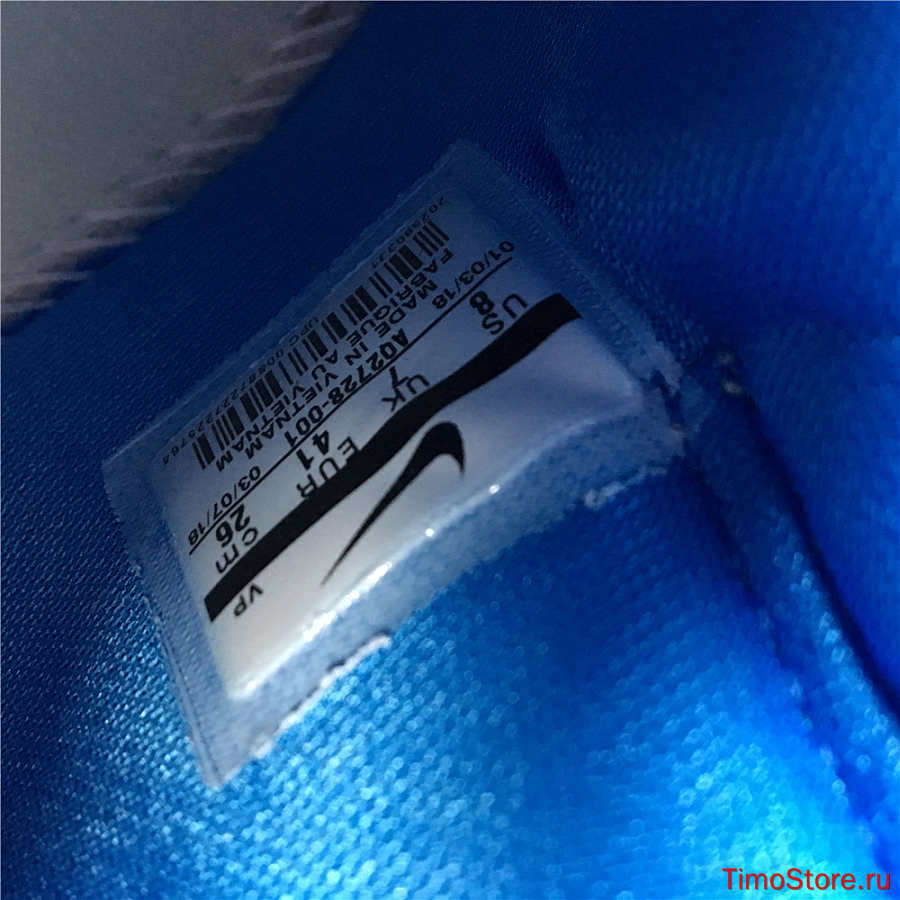 VP
US UK EUR cm
8 7 41 26
01/03/18 AO2728-001 03/07/18
MADE IN VIETNAM
FABRIQUE AU VIETNAM
TimoStore.ru